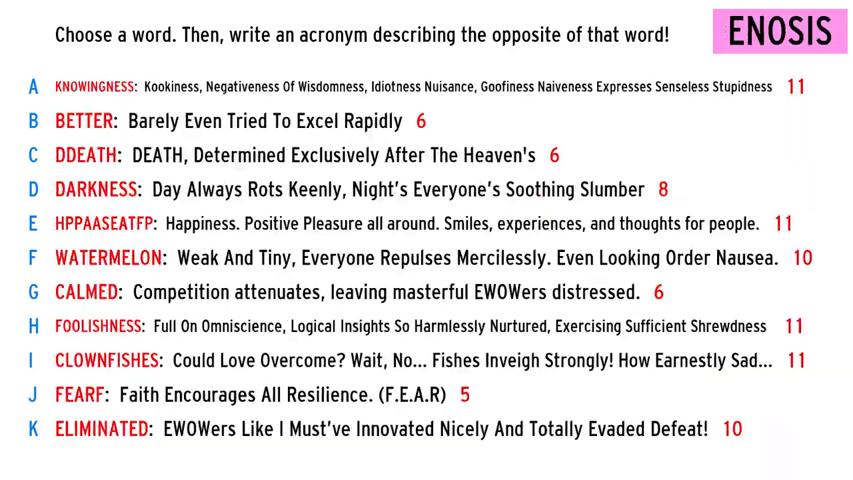 Choose a word. Then, write an acronym describing the opposite of that word!
ENOSIS
A KNOWINGNESS: Kookiness, Negativeness Of Wisdomness, Idiotness Nuisance, Goofiness Naiveness Expresses Senseless Stupidness 11
B BETTER: Barely Even Tried To Excel Rapidly 6
C DDEATH: DEATH, Determined Exclusively After The Heaven's 6
D DARKNESS: Day Always Rots Keenly, Night's Everyone's Soothing Slumber 8
E HPPAASEATFP: Happiness. Positive Pleasure all around. Smiles, experiences, and thoughts for people. 11
F WATERMELON: Weak And Tiny, Everyone Repulses Mercilessly. Even Looking Order Nausea. 10
G CALMED: Competition attenuates, leaving masterful EWOWers distressed. 6
H FOOLISHNESS: Full On Omniscience, Logical Insights So Harmlessly Nurtured, Exercising Sufficient Shrewdness 11
I CLOWNFISHES: Could Love Overcome? Wait, No... Fishes Inveigh Strongly! How Earnestly Sad... 11
J FEARF: Faith Encourages All Resilience. (F.E.A.R) 5
K ELIMINATED: EWOWers Like I Must've Innovated Nicely And Totally Evaded Defeat! 10